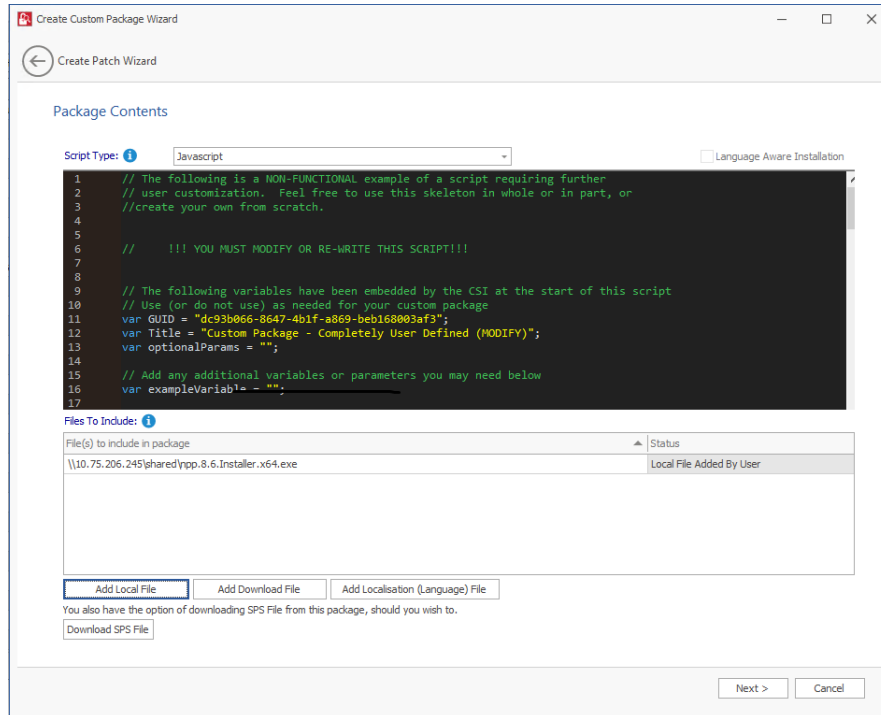 Create Custom Package Wizard
Create Patch Wizard
Package Contents
Script Type: Javascript Language Aware Installation
1 // The following is a NON-FUNCTIONAL example of a script requiring further
2 // user customization.  Feel free to use this skeleton in whole or in part, or
3 //create your own from scratch.
4
5
6 //      !!! YOU MUST MODIFY OR RE-WRITE THIS SCRIPT!!!
7
8
9 // The following variables have been embedded by the CSI at the start of this script
10 // Use (or do not use) as needed for your custom package
11 var GUID = "dc93b066-8647-4b1f-a869-beb168003af3";
12 var Title = "Custom Package - Completely User Defined (MODIFY)";
13 var optionalParams = "";
14
15 // Add any additional variables or parameters you may need below
16 var exampleVariable = "";
17
Files To Include:
File(s) to include in package Status
\\10.75.206.245\shared\npp.8.6.Installer.x64.exe Local File Added By User
Add Local File Add Download File Add Localisation (Language) File
You also have the option of downloading SPS File from this package, should you wish to.
Download SPS File
Next > Cancel